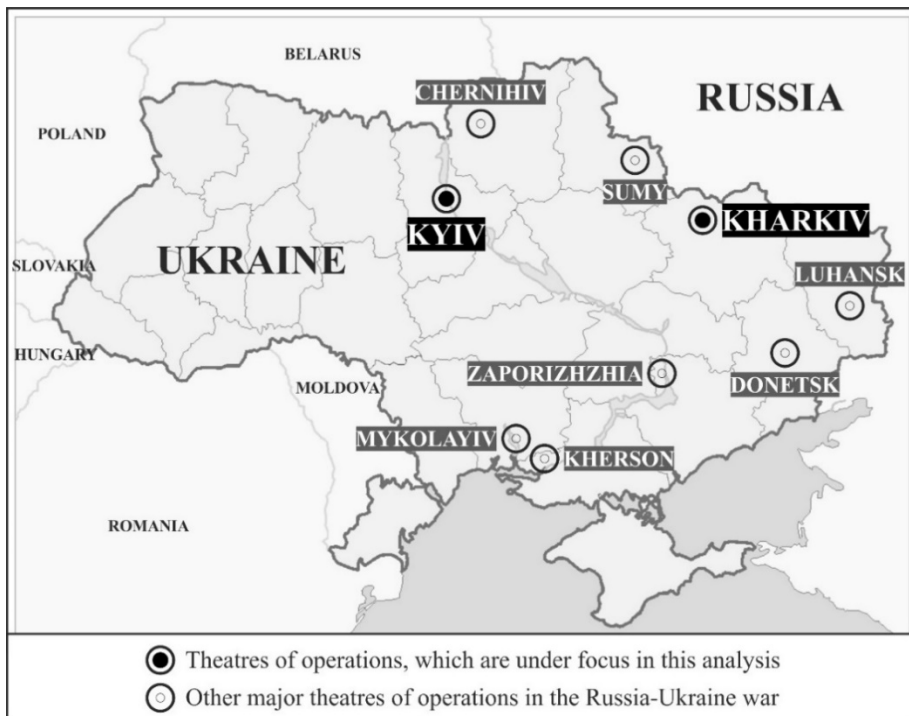 BELARUS
CHERNIHIV
RUSSIA
POLAND
SUMY
KYIV
KHARKIV
UKRAINE
SLOVAKIA
LUHANSK
HUNGARY
MOLDOVA
ZAPORIZHZHIA
DONETSK
MYKOLAYIV
KHERSON
ROMANIA
Theatres of operations, which are under focus in this analysis
Other major theatres of operations in the Russia-Ukraine war